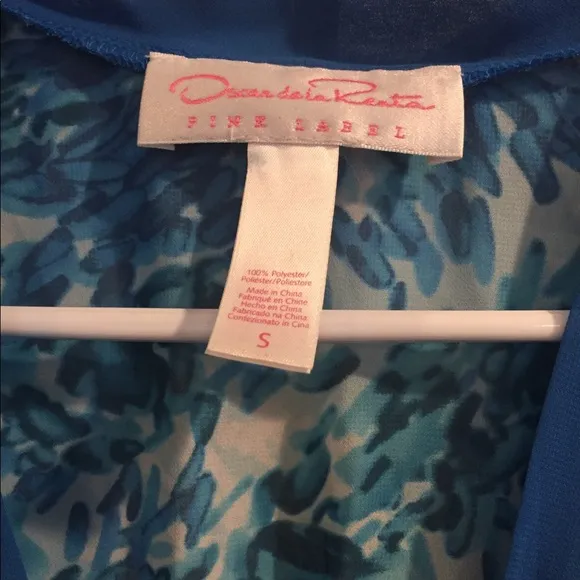 Oscar de la Renta
PINK LABEL
100% Polyester/
Poliéster/Poliestere
Made in China
Fabriqué en Chine
Hecho en China
Fabricado na China
Confezionato in Cina
S